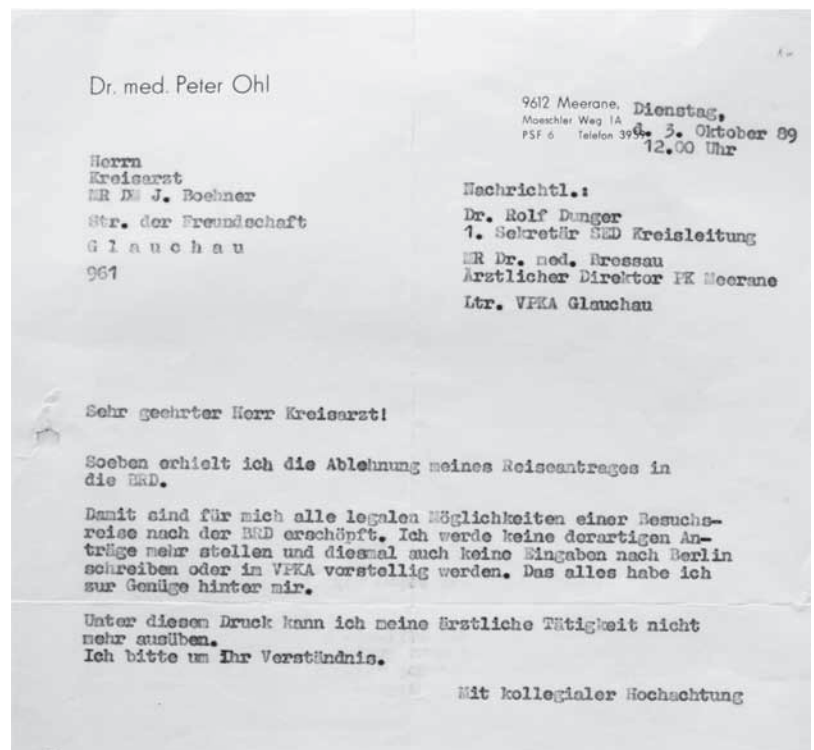 Dr. med. Peter Ohl
9612 Meerane,
Moeschler Weg 1A
PSF 6 Telefon
Dienstag,
d. 3. Oktober 89
12.00 Uhr
Herrn
Kreisarzt
MR Dr J. Boehner
Str. der Freundschaft
G l a u c h a u
961
Nachrichtl.:
Dr. Rolf Dunger
1. Sekretär SED Kreisleitung
MR Dr. med. Bressau
Ärztlicher Direktor PK Meerane
Ltr. VPKA Glauchau
Sehr geehrter Herr Kreisarzt!
Soeben erhielt ich die Ablehnung meines Reiseantrages in
die BRD.
Damit sind für mich alle legalen Möglichkeiten einer Besuchs-
reise nach der BRD erschöpft. Ich werde keine derartigen An-
träge mehr stellen und diesmal auch keine Eingaben nach Berlin
schreiben oder im VPKA vorstellig werden. Das alles habe ich
zur Genüge hinter mir.
Unter diesem Druck kann ich meine ärztliche Tätigkeit nicht
mehr ausüben.
Ich bitte um Ihr Verständnis.
Mit kollegialer Hochachtung